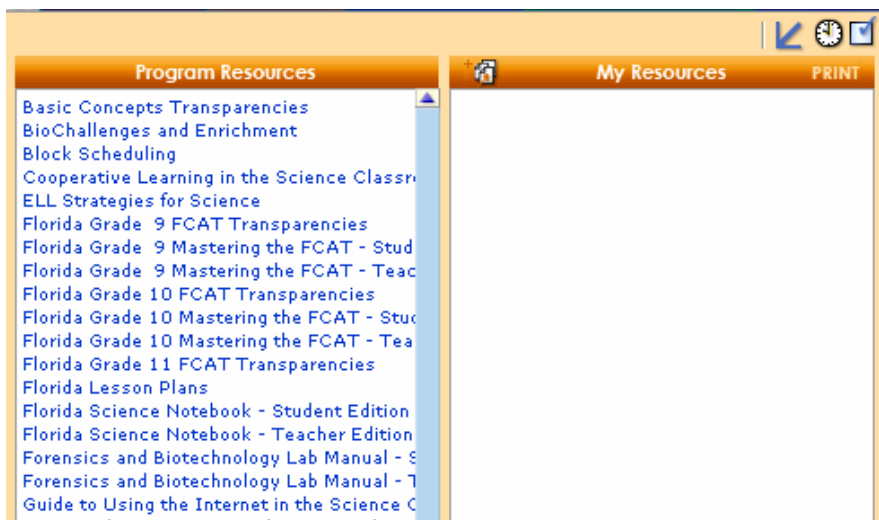 Program Resources
My Resources
PRINT
Basic Concepts Transparencies
BioChallenges and Enrichment
Block Scheduling
Cooperative Learning in the Science
ELL Strategies for Science
Florida Grade 9 FCAT Transparencies
Florida Grade 9 Mastering the FCAT - Stud
Florida Grade 9 Mastering the FCAT - Teac
Florida Grade 10 FCAT Transparencies
Florida Grade 10 Mastering the FCAT - Stu
Florida Grade 10 Mastering the FCAT - Tea
Florida Grade 11 FCAT Transparencies
Florida Lesson Plans
Florida Science Notebook - Student Edition
Florida Science Notebook - Teacher Edition
Forensics and Biotechnology Lab Manual -
Forensics and Biotechnology Lab Manual -
Guide to Using the Internet in the Science